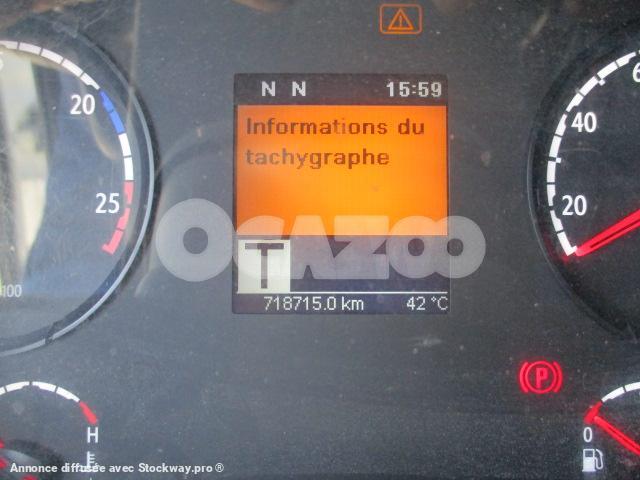 N N 15:59
Informations du
tachygraphe
T
718715.0 km 42 °C
20
25
100
40
20
OCAZOO
P
H
0
Annonce diffusée avec Stockway.pro ®